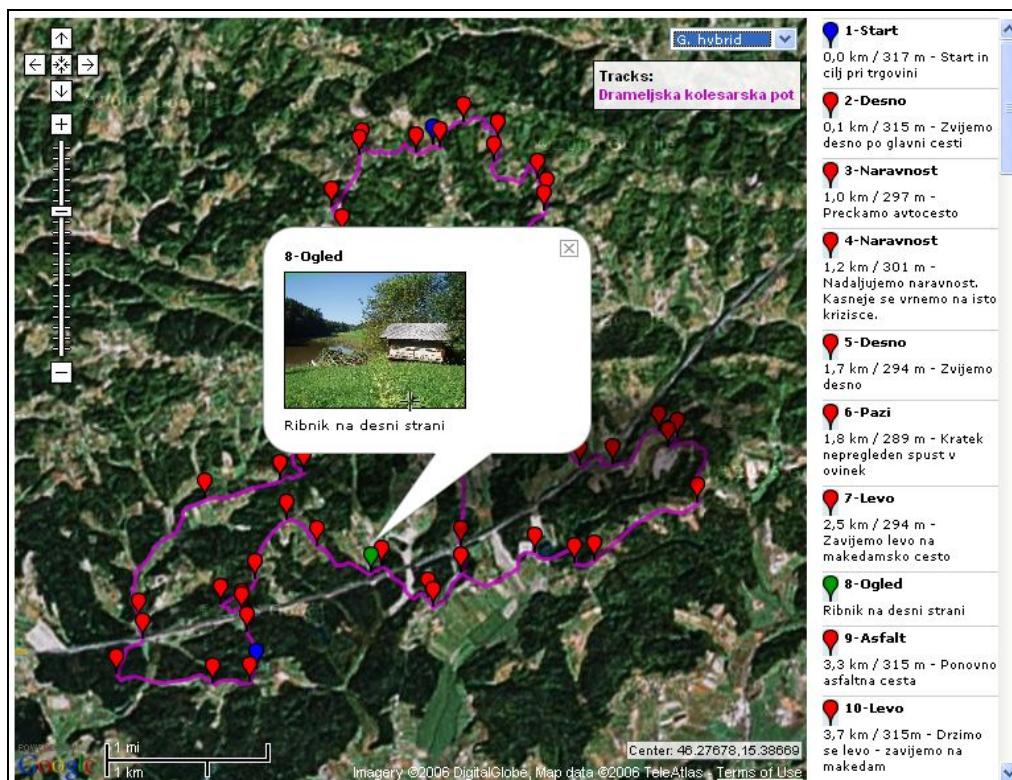 G. hybrid
Tracks:
Drameljska kolesarska pot
8-Ogled
Ribnik na desni strani
1 mi
1 km
POWERED BY
Google
Center: 46.27678,15.38669
Imagery ©2006 DigitalGlobe, Map data ©2006 TeleAtlas - Terms of Use
1-Start
0,0 km / 317 m - Start in
cilj pri trgovini
2-Desno
0,1 km / 315 m - Zvijemo
desno po glavni cesti
3-Naravnost
1,0 km / 297 m -
Preckamo avtocesto
4-Naravnost
1,2 km / 301 m -
Nadaljujemo naravnost.
Kasneje se vrnemo na isto
krizisce.
5-Desno
1,7 km / 294 m - Zvijemo
desno
6-Pazi
1,8 km / 289 m - Kratek
nepregleden spust v
ovinek
7-Levo
2,5 km / 294 m -
Zavijemo levo na
makedamsko cesto
8-Ogled
Ribnik na desni strani
9-Asfalt
3,3 km / 315 m - Ponovno
asfaltna cesta
10-Levo
3,7 km / 315m - Drzimo
se levo - zavijemo na
makedam